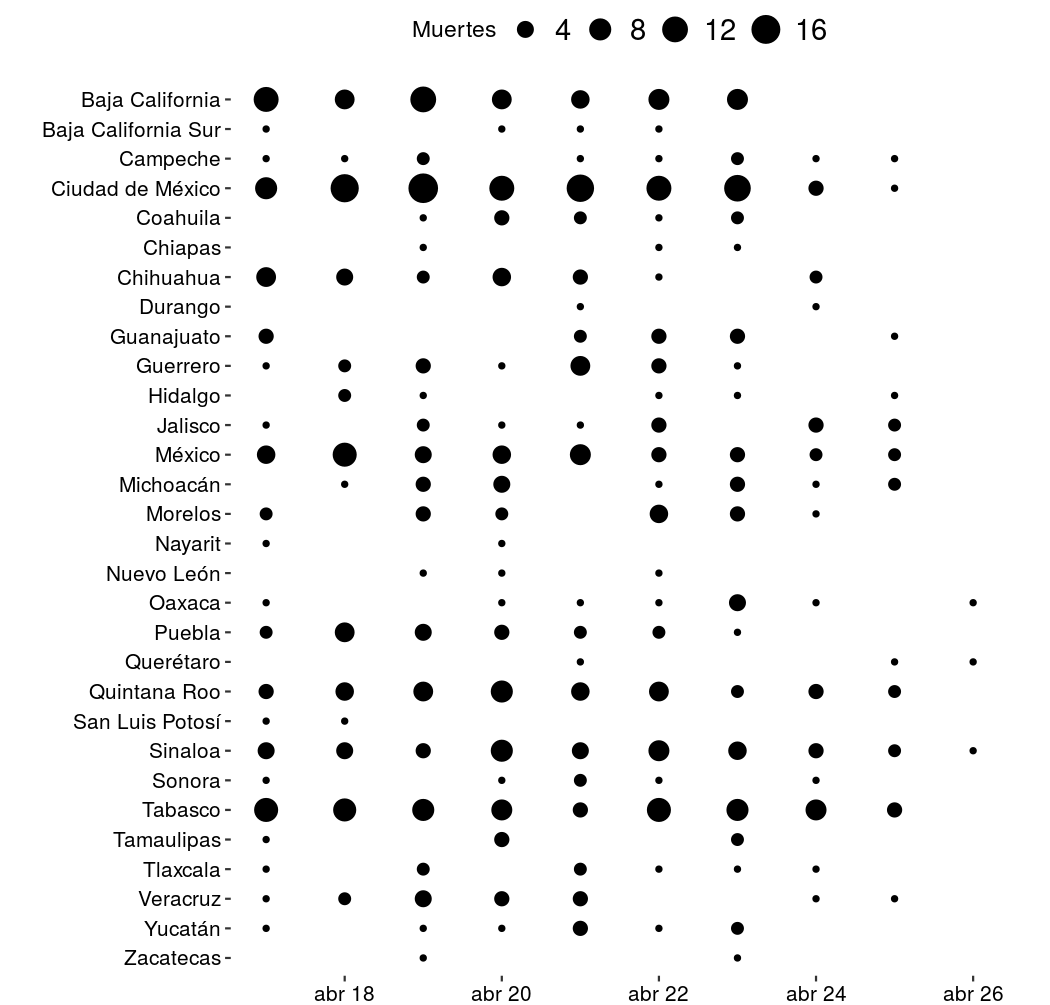 Muertes 4 8 12 16
Baja California
Baja California Sur
Campeche
Ciudad de México
Coahuila
Chiapas
Chihuahua
Durango
Guanajuato
Guerrero
Hidalgo
Jalisco
México
Michoacán
Morelos
Nayarit
Nuevo León
Oaxaca
Puebla
Querétaro
Quintana Roo
San Luis Potosí
Sinaloa
Sonora
Tabasco
Tamaulipas
Tlaxcala
Veracruz
Yucatán
Zacatecas
abr 18 abr 20 abr 22 abr 24 abr 26